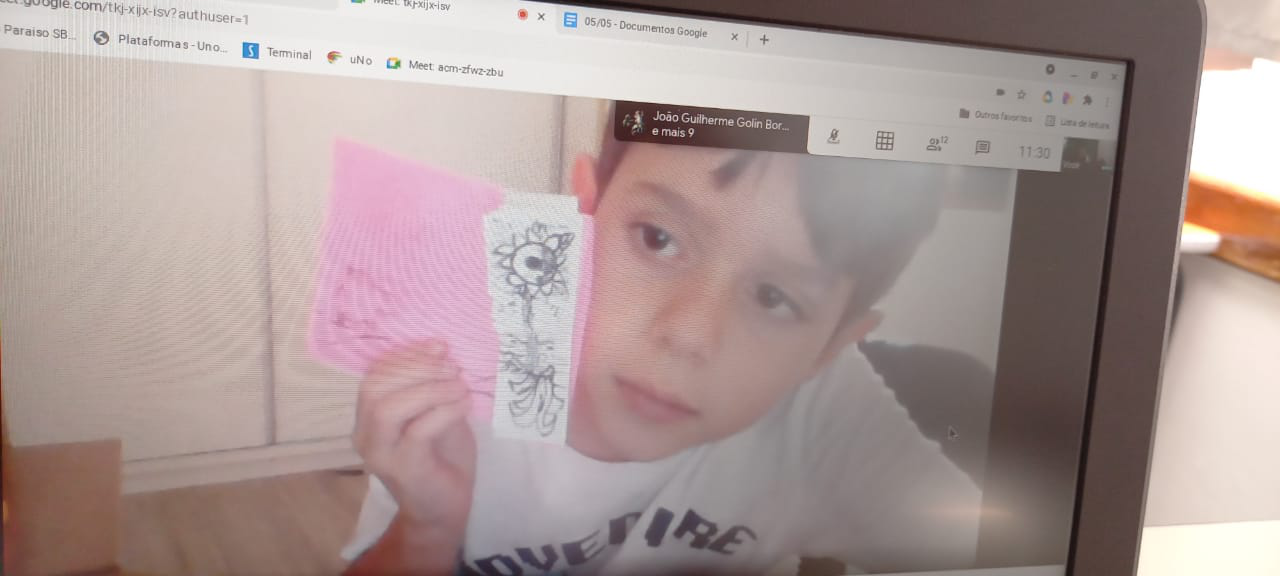 ct.google.com/tkj-xijx-isv?authuser=1
Meet: tkj-xijx-isv
05/05 - Documentos Google
Paraiso SB...
Plataformas - Uno...
Terminal
uNo
Meet: acm-zfwz-zbu
Outros favoritos
Lista de leitura
João Guilherme Golin Bor...
e mais 9
12
11:30
Você